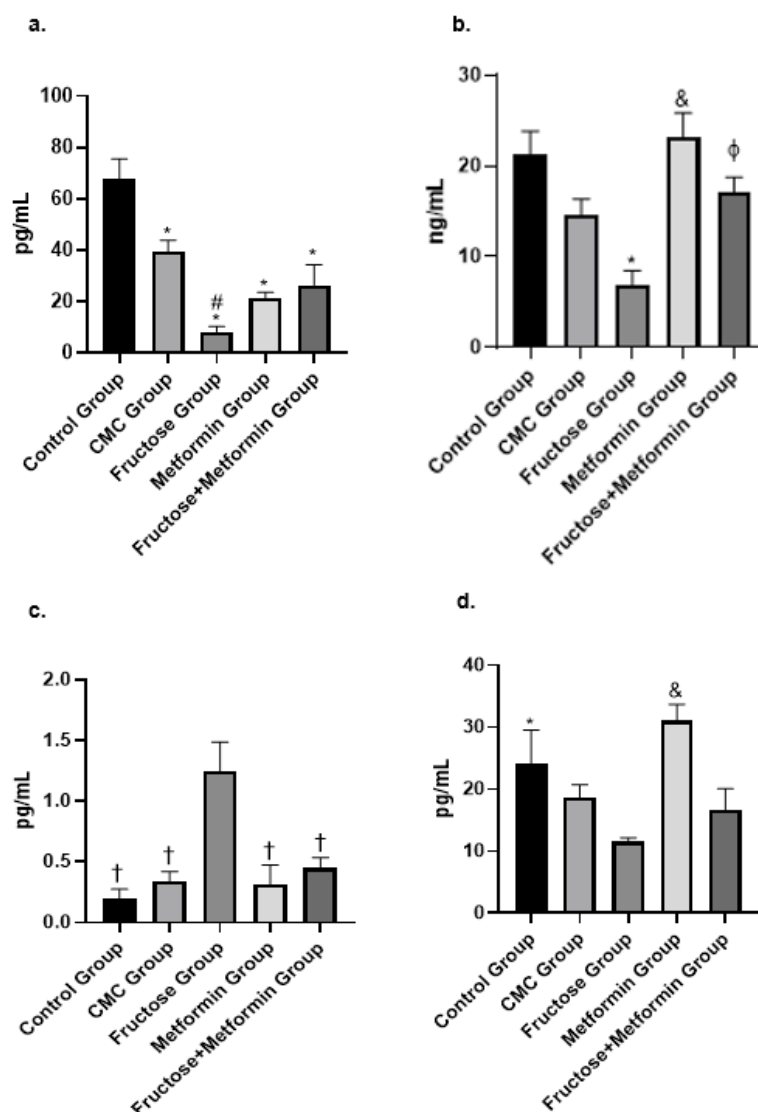 a.
pg/mL
100
80
60
40
20
0
*
#
*
*
*
Control Group
CMC Group
Fructose Group
Metformin Group
Fructose+Metformin Group
b.
ng/mL
30
20
10
0
*
&
ϕ
Control Group
CMC Group
Fructose Group
Metformin Group
Fructose+Metformin Group
c.
pg/mL
2.0
1.5
1.0
0.5
0.0
†
†
†
†
Control Group
CMC Group
Fructose Group
Metformin Group
Fructose+Metformin Group
d.
pg/mL
40
30
20
10
0
*
&
Control Group
CMC Group
Fructose Group
Metformin Group
Fructose+Metformin Group